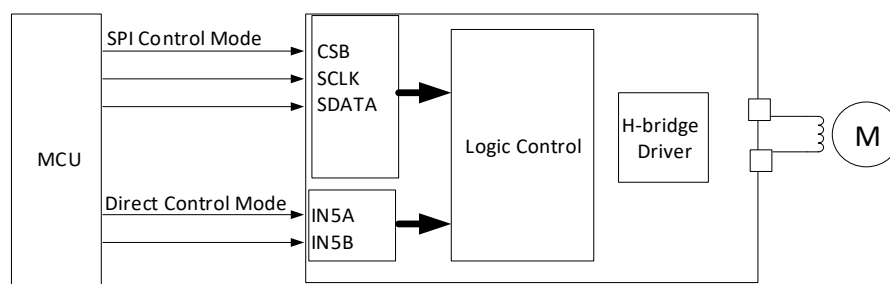 SPI Control Mode
CSB
SCLK
SDATA
MCU
Logic Control
H-bridge
Driver
M
Direct Control Mode
IN5A
IN5B